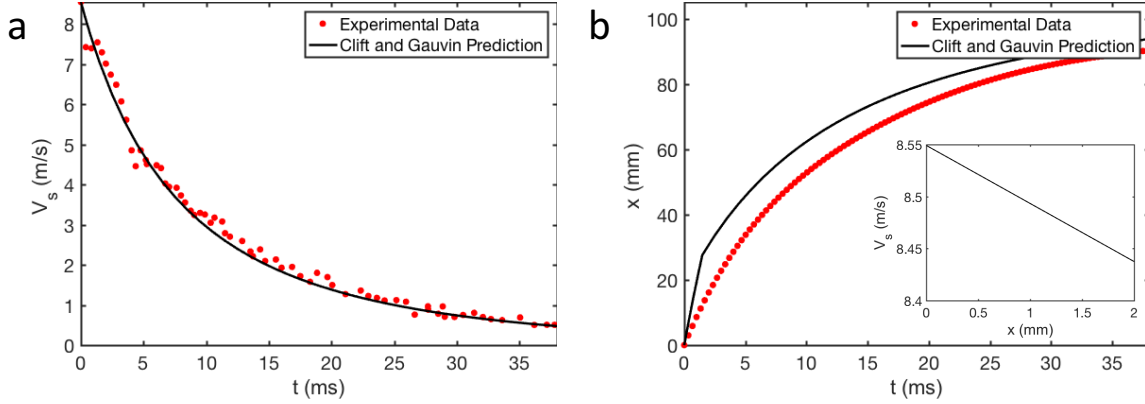 a
Experimental Data
Clift and Gauvin Prediction
V_s (m/s)
8
7
6
5
4
3
2
1
0
0 5 10 15 20 25 30 35
t (ms)
b
Experimental Data
Clift and Gauvin Prediction
x (mm)
100
80
60
40
20
0
0 5 10 15 20 25 30 35
t (ms)
V_s (m/s)
8.55
8.5
8.45
8.4
0 0.5 1 1.5 2
x (mm)